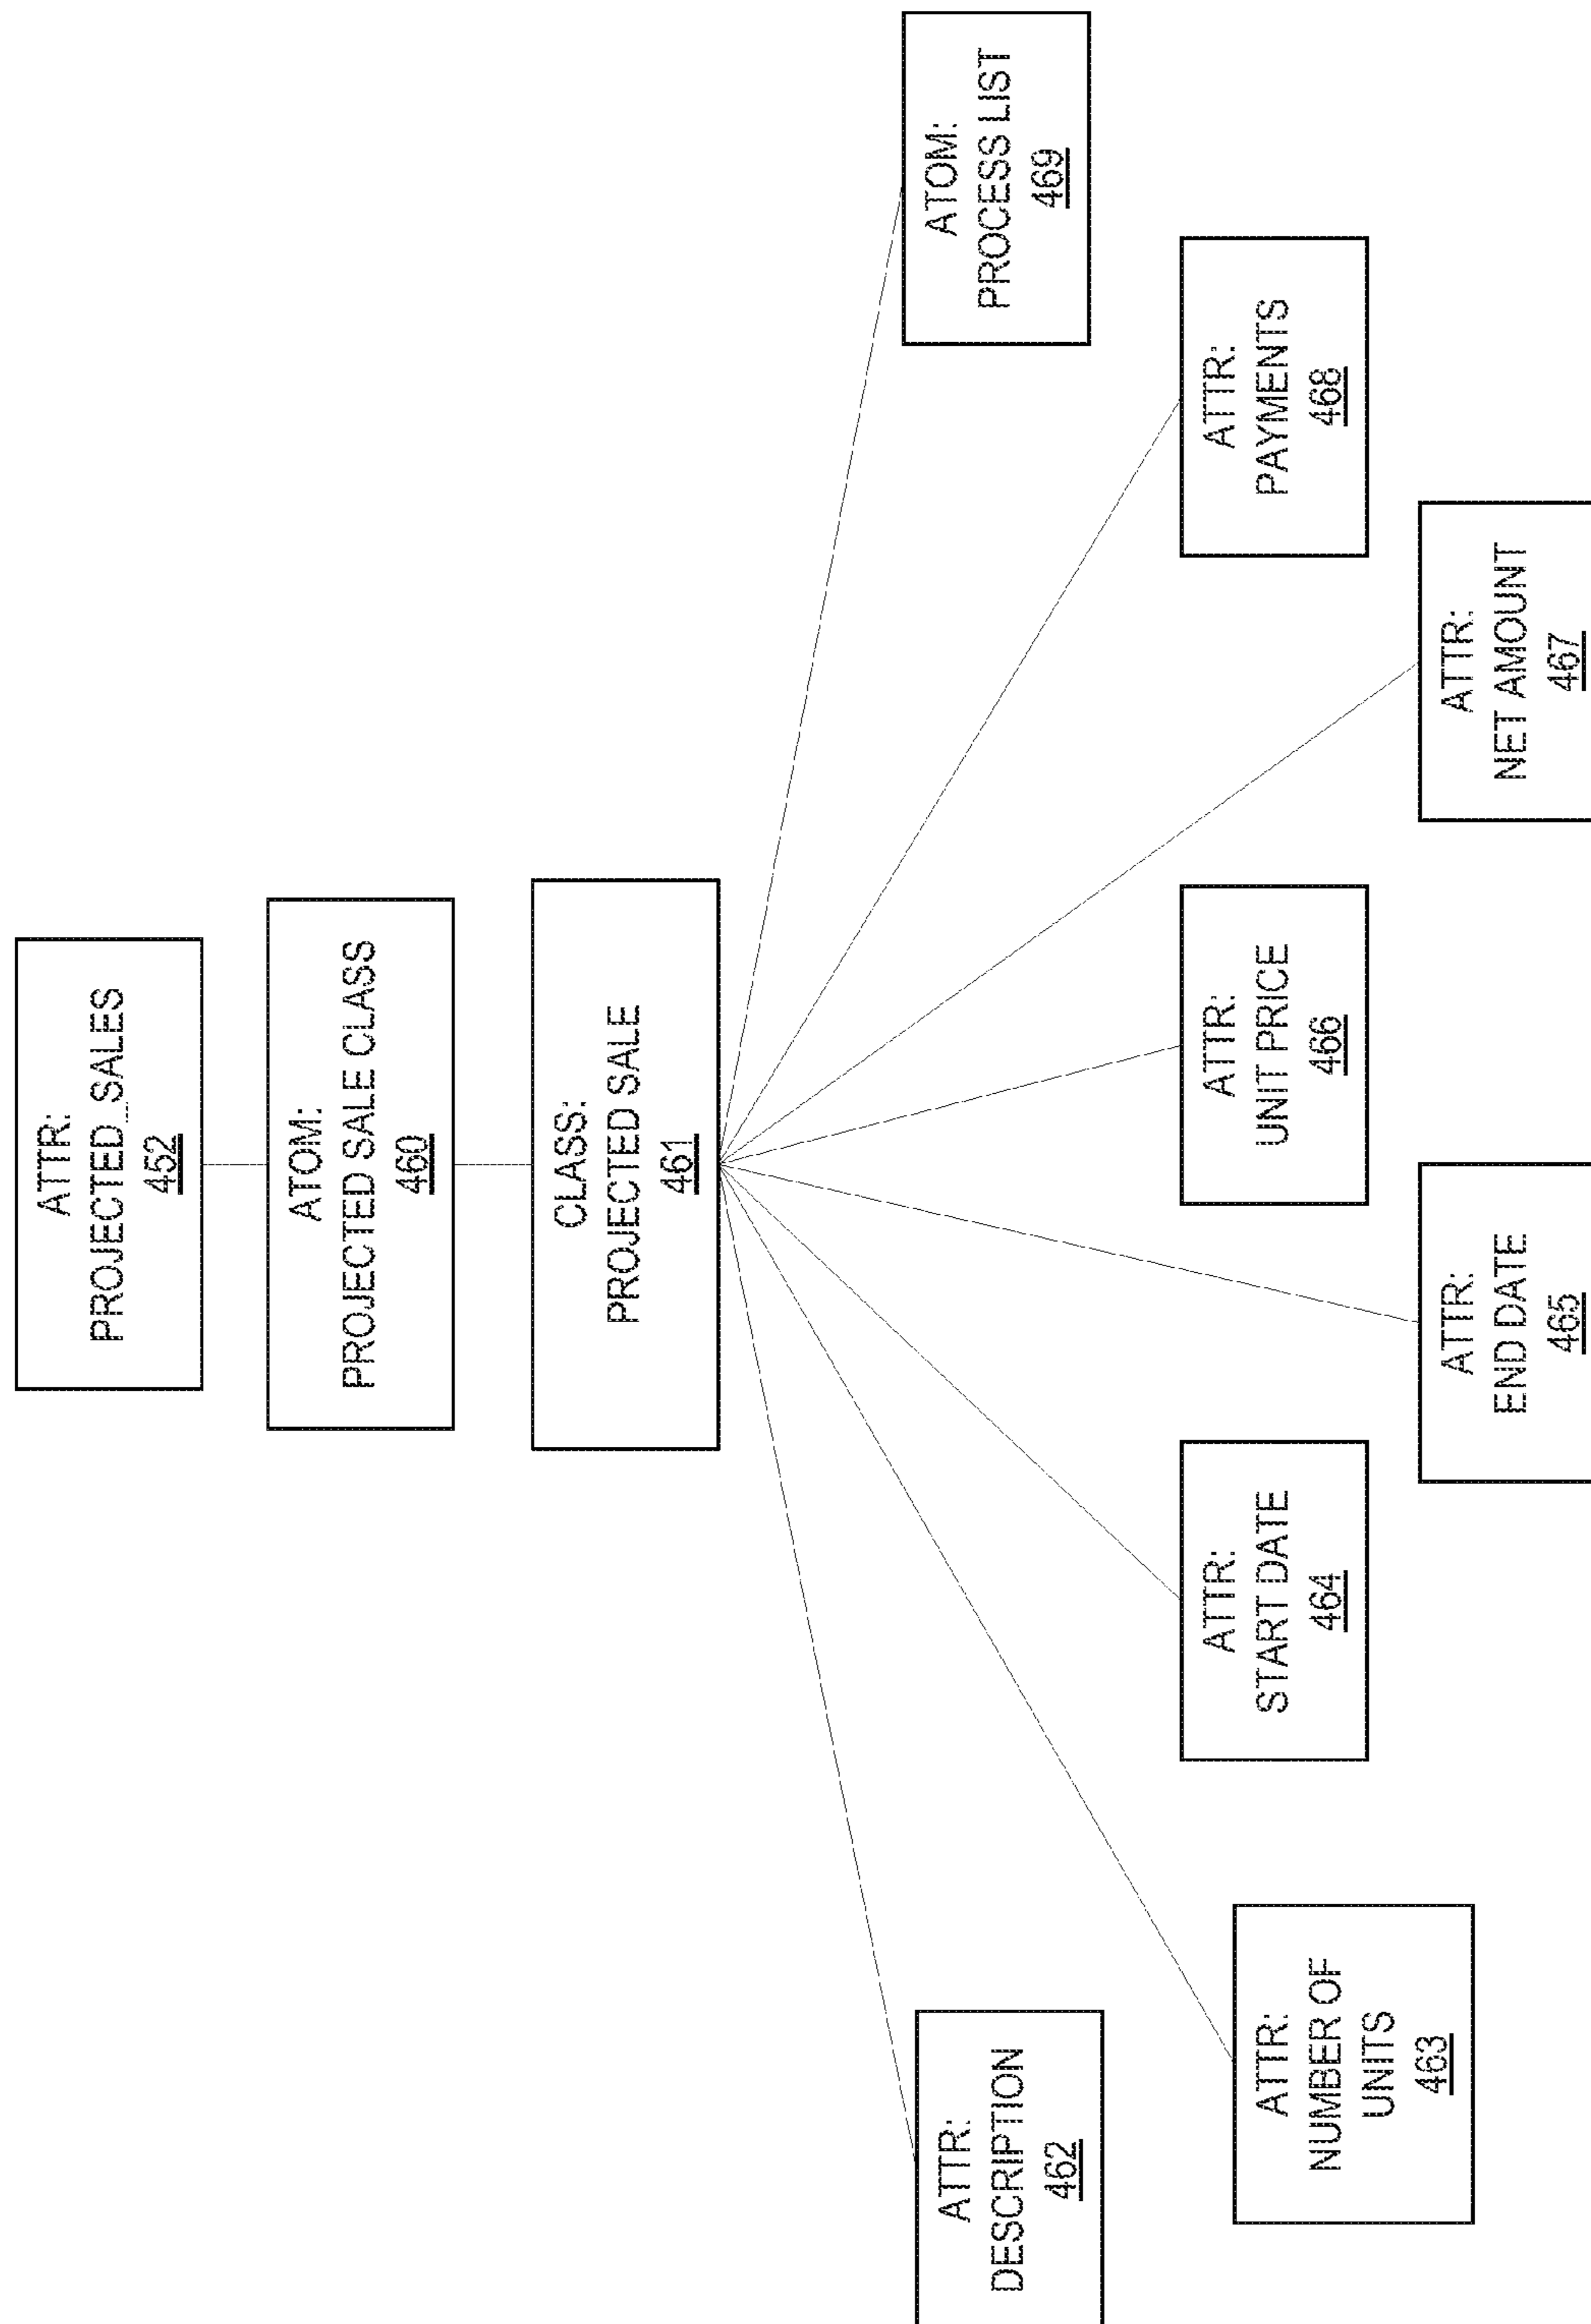 ATTR:
PROJECTED_SALES
452
ATOM:
PROJECTED SALE CLASS
460
CLASS:
PROJECTED SALE
461
ATTR:
DESCRIPTION
462
ATTR:
NUMBER OF
UNITS
463
ATTR:
START DATE
464
ATTR:
END DATE
465
ATTR:
UNIT PRICE
466
ATTR:
NET AMOUNT
467
ATTR:
PAYMENTS
468
ATOM:
PROCESS LIST
469